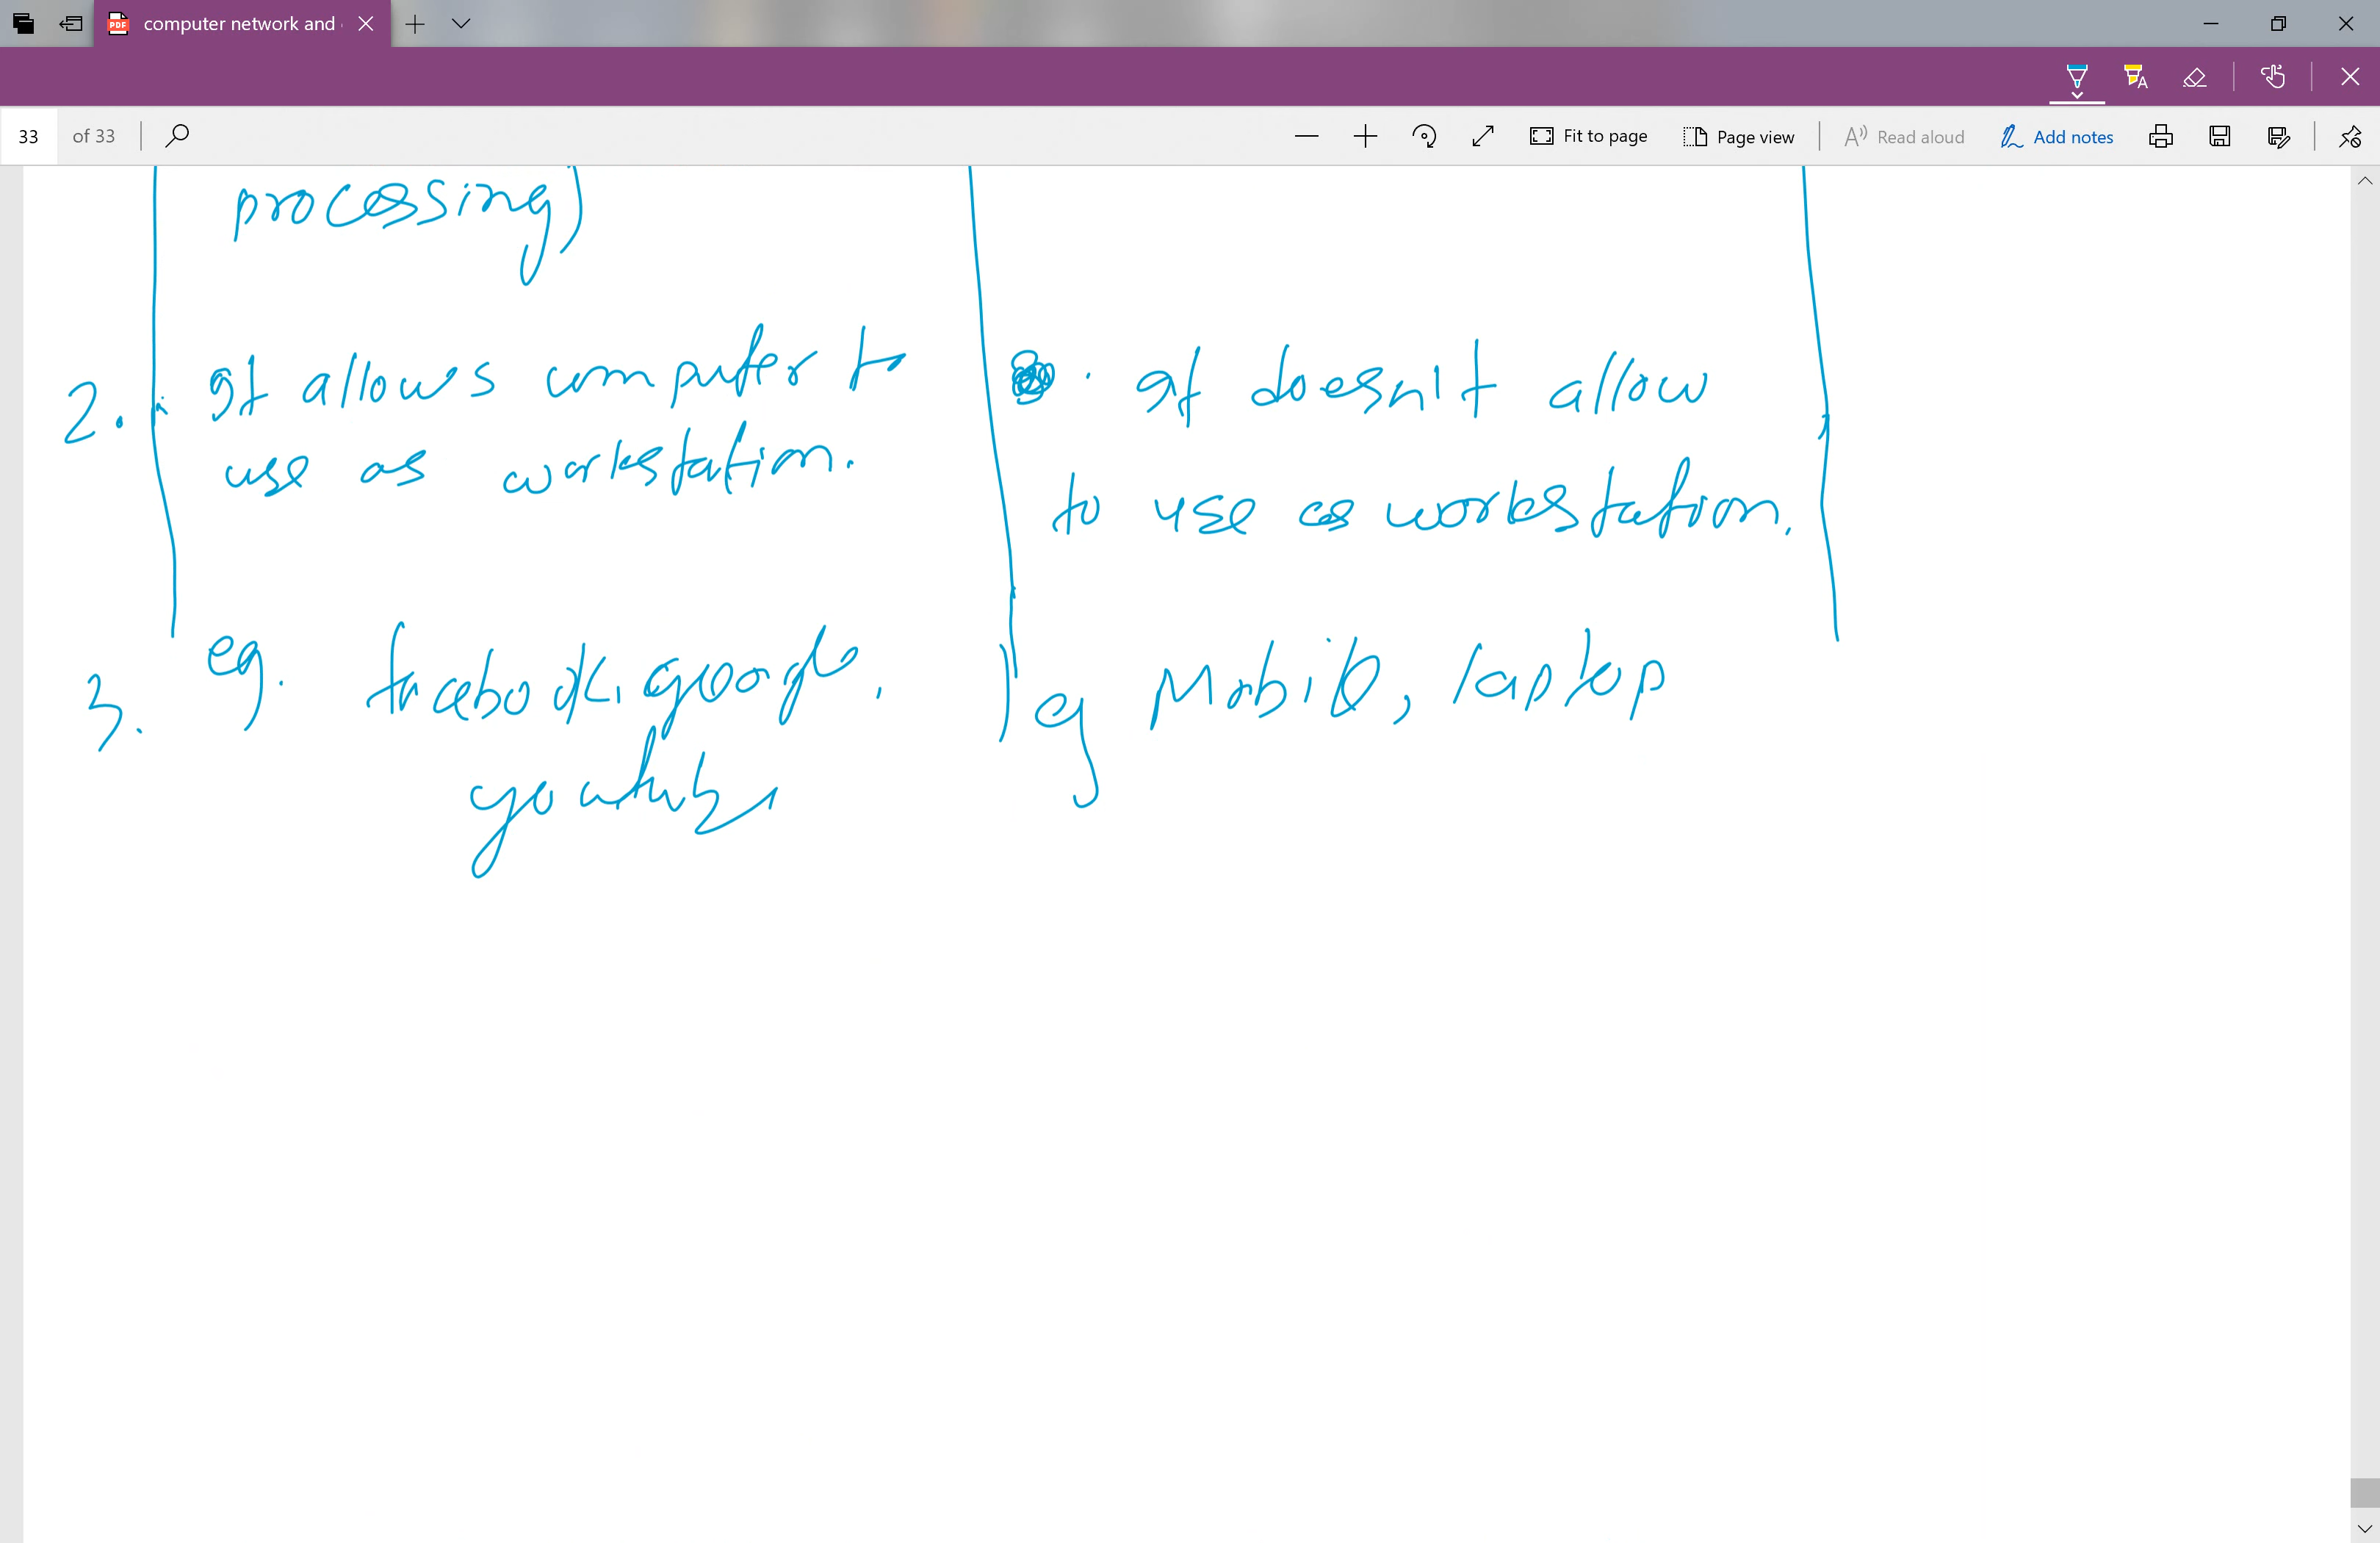 computer network and
33 of 33
Fit to page
Page view
Read aloud
Add notes
processing)
2. It allows computer to
use as workstation.
It doesn't allow
to use as workstation.
3. eg. facebook, google,
youtube
eg Mobile, laptop